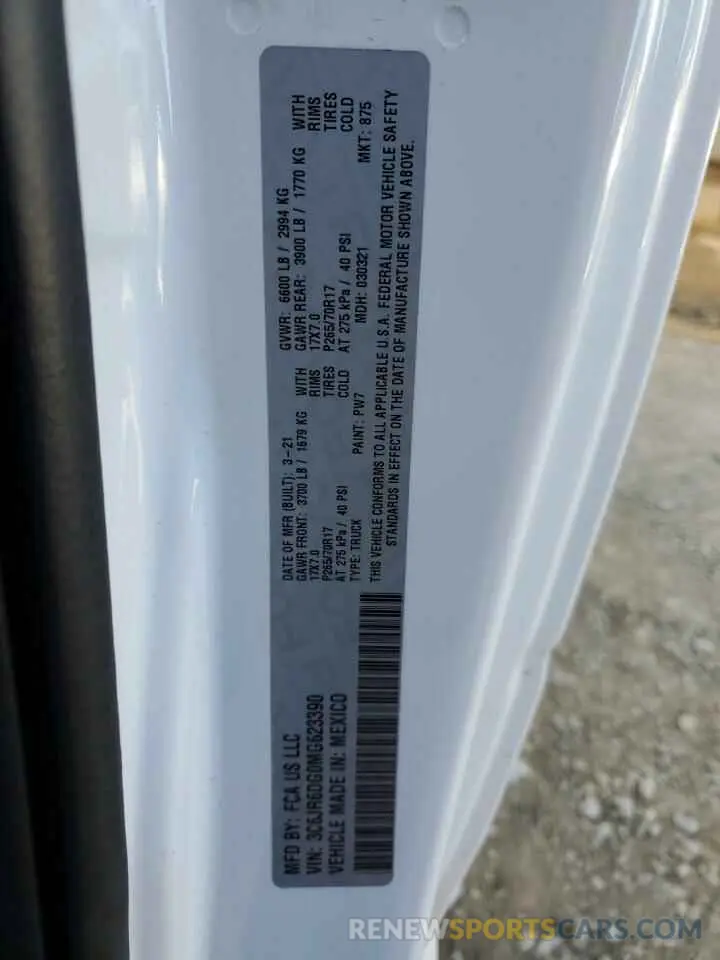 MFD BY: FCA US LLC
VIN: 3C6JR6DG0MG623390
VEHICLE MADE IN: MEXICO
DATE OF MFR (BUILT): 3-21
GAWR FRONT: 3700 LB / 1679 KG WITH
17X7.0 RIMS
P265/70R17 TIRES
AT 275 kPa / 40 PSI COLD
TYPE: TRUCK PAINT: PW7
GVWR: 6600 LB / 2994 KG
GAWR REAR: 3900 LB / 1770 KG WITH
17X7.0 RIMS
P265/70R17 TIRES
AT 275 kPa / 40 PSI COLD
MDH: 030321 MKT: 875
THIS VEHICLE CONFORMS TO ALL APPLICABLE U.S.A. FEDERAL MOTOR VEHICLE SAFETY
STANDARDS IN EFFECT ON THE DATE OF MANUFACTURE SHOWN ABOVE.
RENEWSPORTSCARS.COM